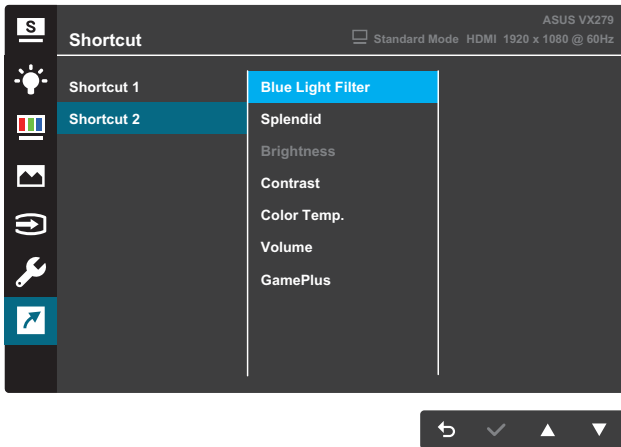 S
ASUS VX279
Shortcut
Standard Mode HDMI 1920 x 1080 @ 60Hz
Shortcut 1
Blue Light Filter
Shortcut 2
Splendid
Brightness
Contrast
Color Temp.
Volume
GamePlus